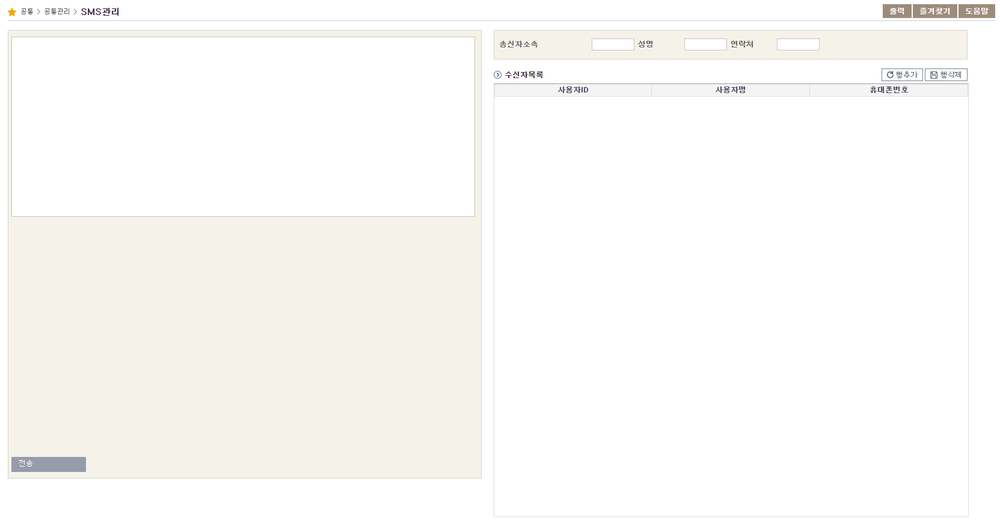 공통 > 공통관리 > SMS관리
출력 즐겨찾기 도움말
송신자소속 성명 연락처
수신자목록 행추가 행삭제
사용자ID 사용자명 휴대폰번호
전송